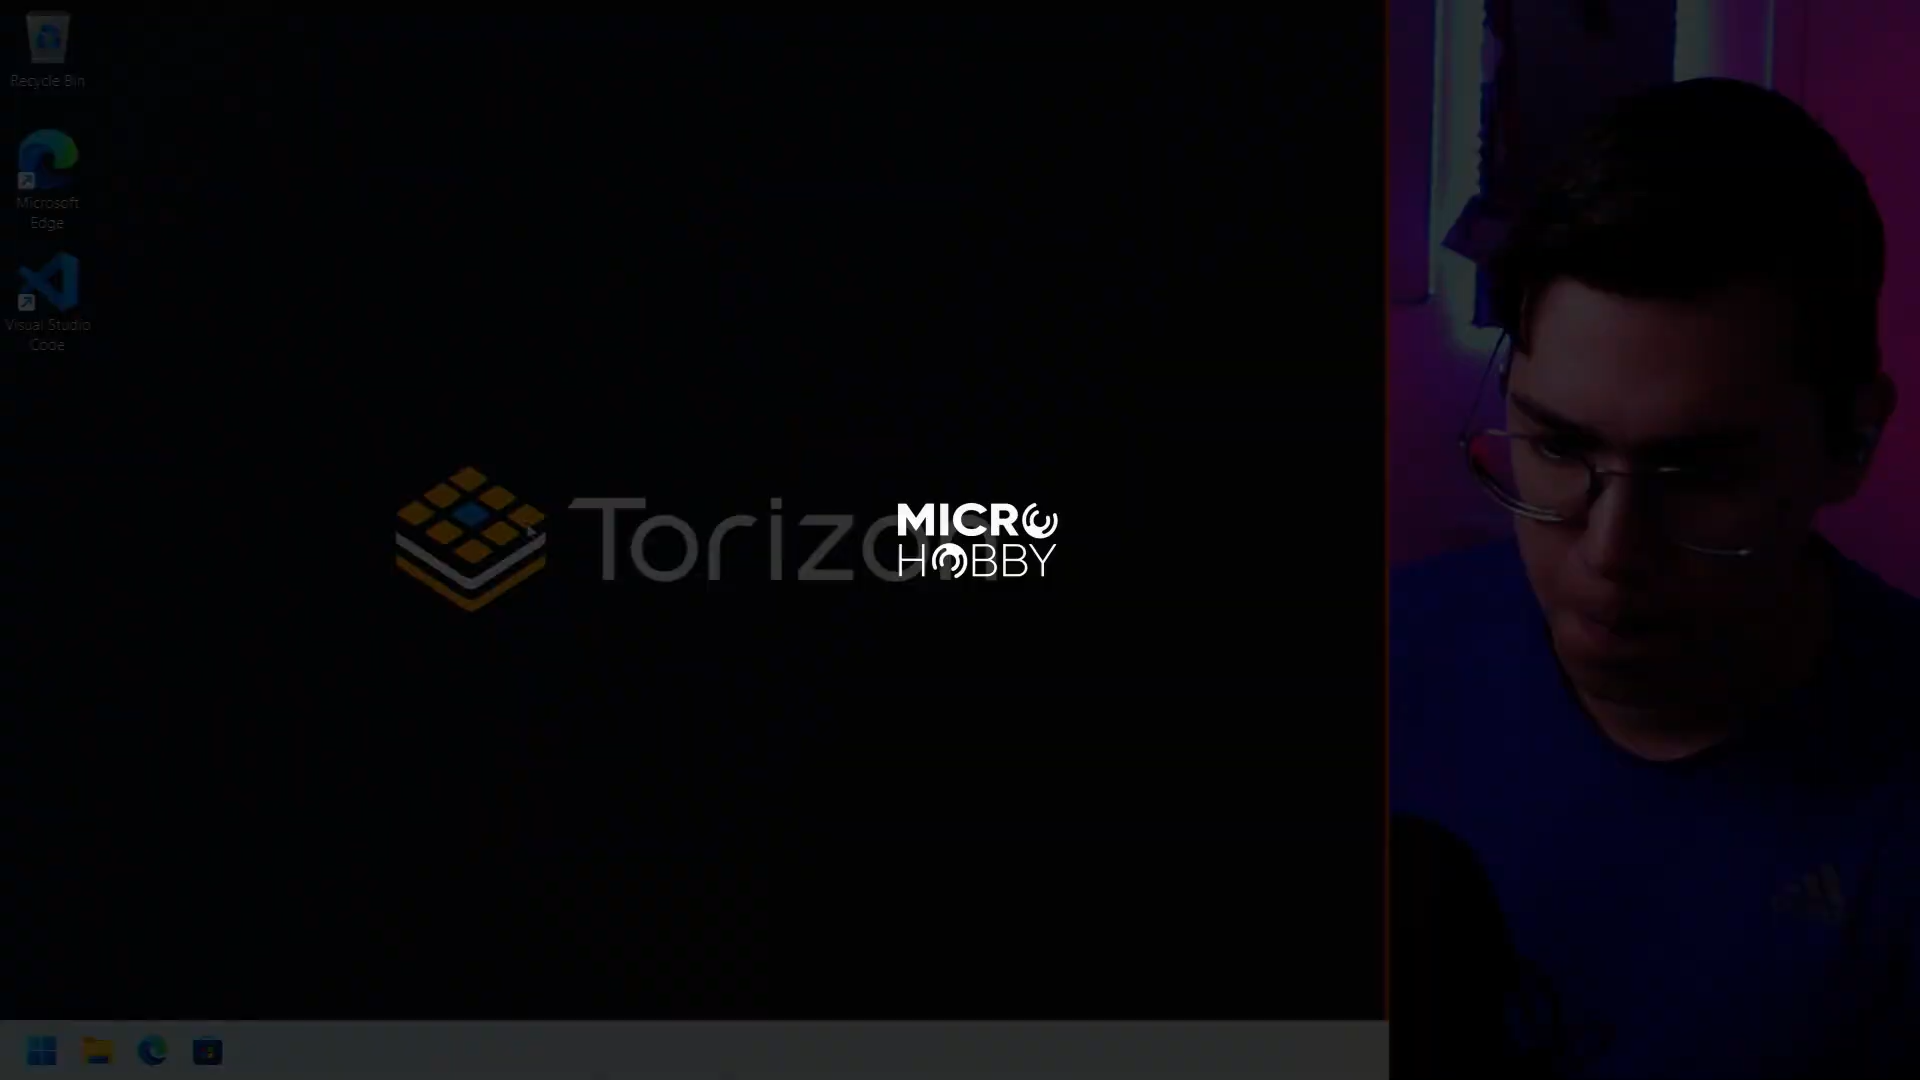 Recycle Bin
Microsoft
Edge
Visual Studio
Code
Torizon
MICRO
HOBBY